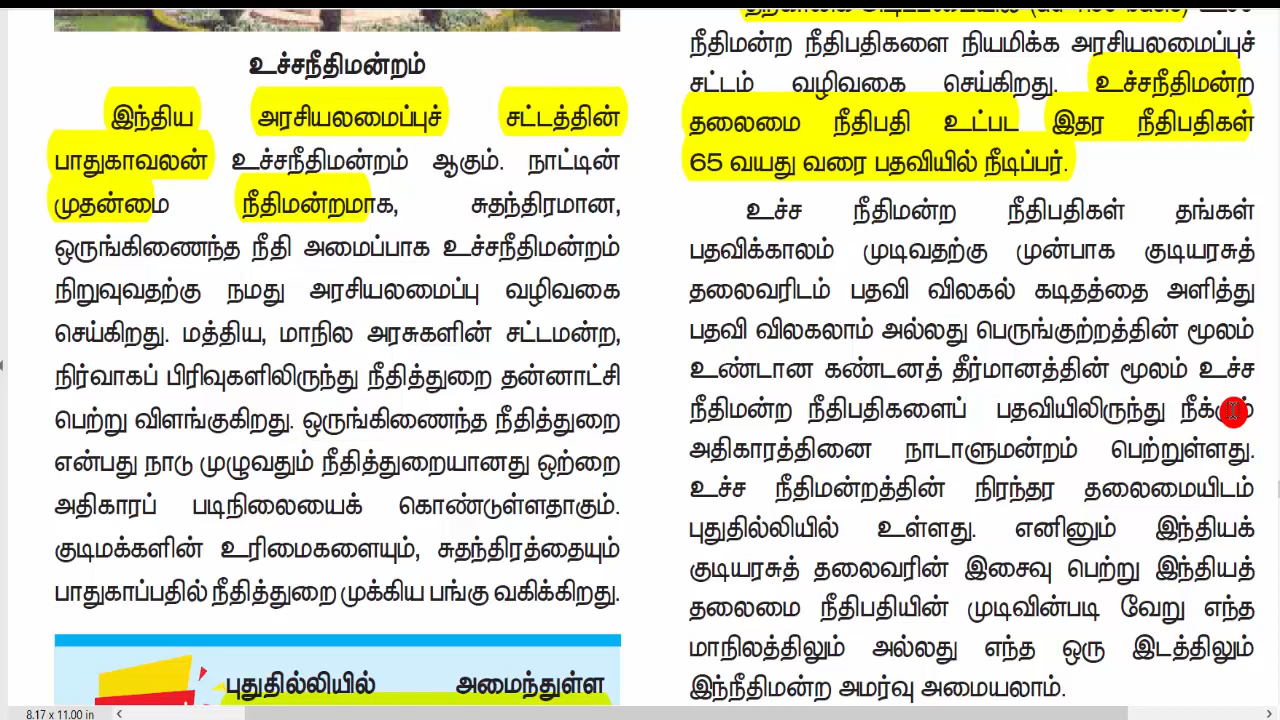 உச்சநீதிமன்றம்
இந்திய அரசியலமைப்புச் சட்டத்தின்
பாதுகாவலன் உச்சநீதிமன்றம் ஆகும். நாட்டின்
முதன்மை நீதிமன்றமாக, சுதந்திரமான,
ஒருங்கிணைந்த நீதி அமைப்பாக உச்சநீதிமன்றம்
நிறுவுவதற்கு நமது அரசியலமைப்பு வழிவகை
செய்கிறது. மத்திய, மாநில அரசுகளின் சட்டமன்ற,
நிர்வாகப் பிரிவுகளிலிருந்து நீதித்துறை தன்னாட்சி
பெற்று விளங்குகிறது. ஒருங்கிணைந்த நீதித்துறை
என்பது நாடு முழுவதும் நீதித்துறையானது ஒற்றை
அதிகாரப் படிநிலையைக் கொண்டுள்ளதாகும்.
குடிமக்களின் உரிமைகளையும், சுதந்திரத்தையும்
பாதுகாப்பதில் நீதித்துறை முக்கிய பங்கு வகிக்கிறது.
புதுதில்லியில் அமைந்துள்ள
நீதிமன்ற நீதிபதிகளை நியமிக்க அரசியலமைப்புச்
சட்டம் வழிவகை செய்கிறது. உச்சநீதிமன்ற
தலைமை நீதிபதி உட்பட இதர நீதிபதிகள்
65 வயது வரை பதவியில் நீடிப்பர்.
உச்ச நீதிமன்ற நீதிபதிகள் தங்கள்
பதவிக்காலம் முடிவதற்கு முன்பாக குடியரசுத்
தலைவரிடம் பதவி விலகல் கடிதத்தை அளித்து
பதவி விலகலாம் அல்லது பெருங்குற்றத்தின் மூலம்
உண்டான கண்டனத் தீர்மானத்தின் மூலம் உச்ச
நீதிமன்ற நீதிபதிகளைப் பதவியிலிருந்து
அதிகாரத்தினை நாடாளுமன்றம் பெற்றுள்ளது.
உச்ச நீதிமன்றத்தின் நிரந்தர தலைமையிடம்
புதுதில்லியில் உள்ளது. எனினும் இந்தியக்
குடியரசுத் தலைவரின் இசைவு பெற்று இந்தியத்
தலைமை நீதிபதியின் முடிவின்படி வேறு எந்த
மாநிலத்திலும் அல்லது எந்த ஒரு இடத்திலும்
இந்நீதிமன்ற அமர்வு அமையலாம்.
8.17 x 11.00 in